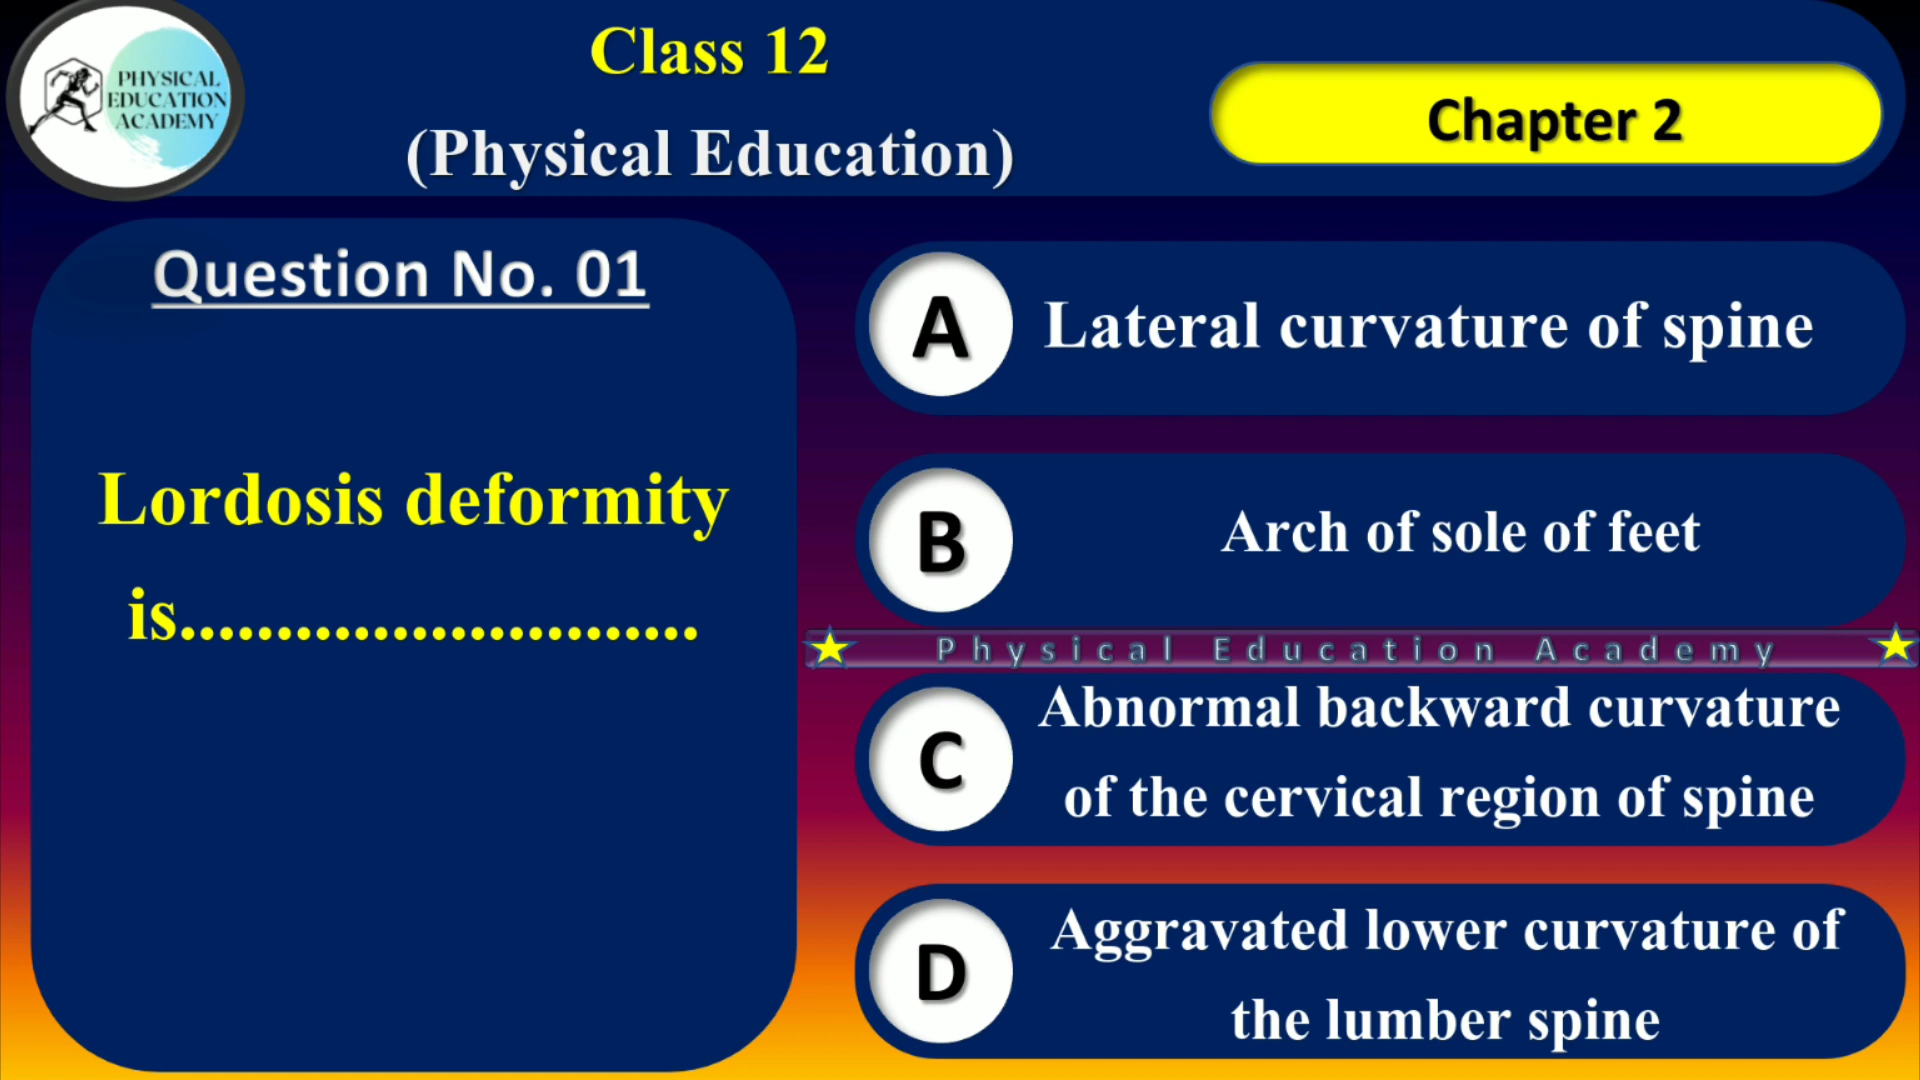 PHYSICAL
EDUCATION
ACADEMY
Class 12
(Physical Education)
Chapter 2
Question No. 01
Lordosis deformity
is...........................
A
Lateral curvature of spine
B
Arch of sole of feet
Physical Education Academy
C
Abnormal backward curvature
of the cervical region of spine
D
Aggravated lower curvature of
the lumber spine